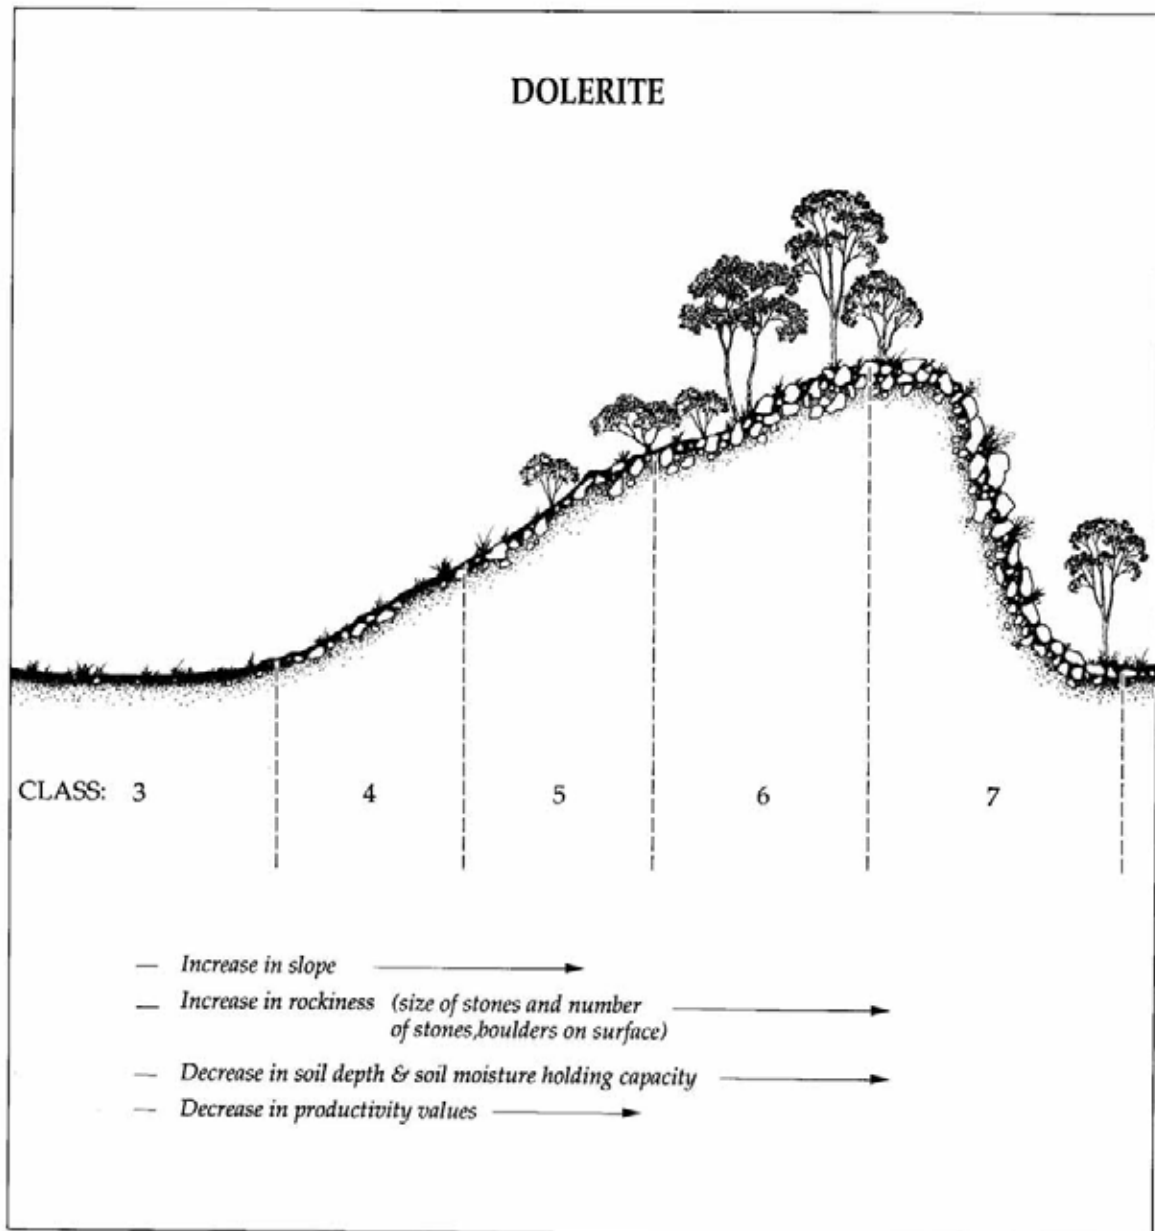 DOLERITE
CLASS: 3 4 5 6 7
— Increase in slope
— Increase in rockiness (size of stones and number
of stones,boulders on surface)
— Decrease in soil depth & soil moisture holding capacity
— Decrease in productivity values